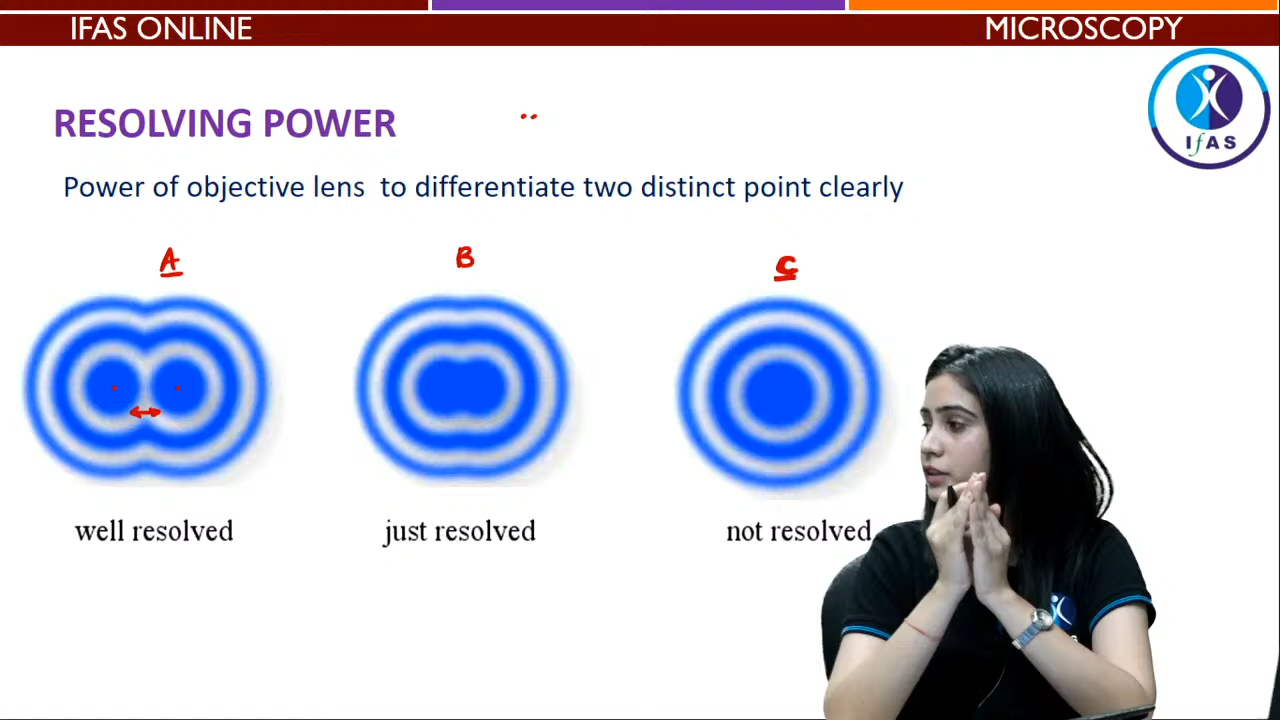 IFAS ONLINE
MICROSCOPY
IfAS
RESOLVING POWER
Power of objective lens to differentiate two distinct point clearly
A
B
C
well resolved
just resolved
not resolved